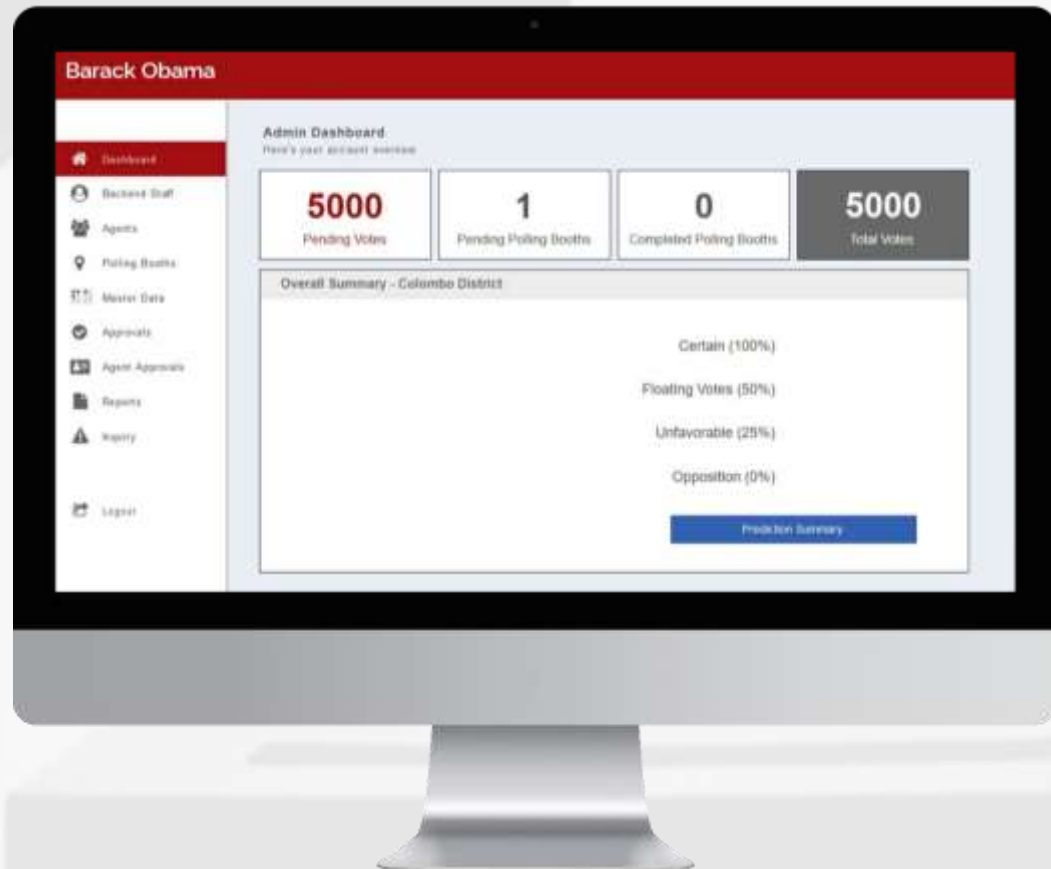 Barack Obama
Admin Dashboard
Here's your account overview
Dashboard
Backend Staff
Agents
Polling Booths
Master Data
Approvals
Agent Approvals
Reports
Inquiry
Logout
5000
Pending Votes
1
Pending Polling Booths
0
Completed Polling Booths
5000
Total Votes
Overall Summary - Colombo District
Certain (100%)
Floating Votes (50%)
Unfavorable (25%)
Opposition (0%)
Prediction Summary